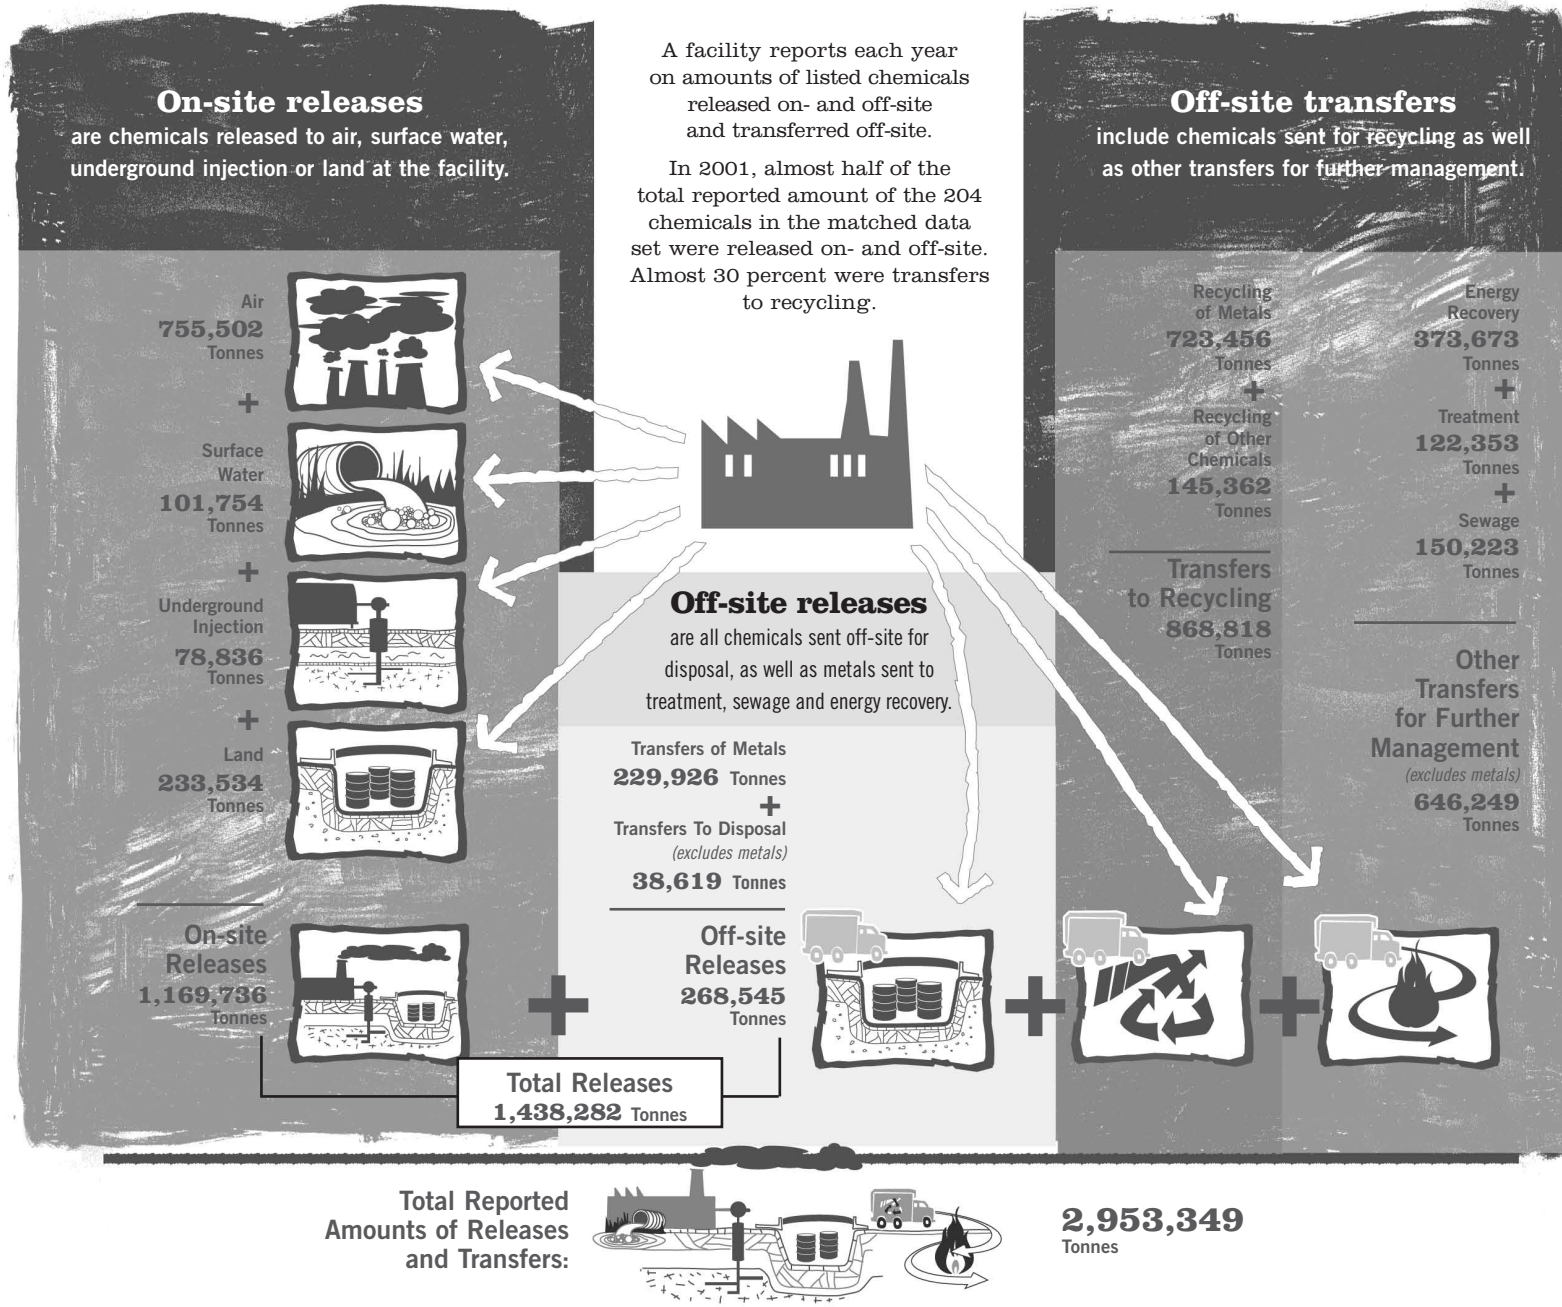 On-site releases
are chemicals released to air, surface water,
underground injection or land at the facility.
A facility reports each year
on amounts of listed chemicals
released on- and off-site
and transferred off-site.
In 2001, almost half of the
total reported amount of the 204
chemicals in the matched data
set were released on- and off-site.
Almost 30 percent were transfers
to recycling.
Off-site transfers
include chemicals sent for recycling as well
as other transfers for further management.
Air
755,502
Tonnes
+
Surface
Water
101,754
Tonnes
+
Underground
Injection
78,836
Tonnes
+
Land
233,534
Tonnes
On-site
Releases
1,169,736
Tonnes
+
Off-site releases
are all chemicals sent off-site for
disposal, as well as metals sent to
treatment, sewage and energy recovery.
Transfers of Metals
229,926 Tonnes
+
Transfers To Disposal
(excludes metals)
38,619 Tonnes
Off-site
Releases
268,545
Tonnes
+
Recycling
of Metals
723,456
Tonnes
+
Recycling
of Other
Chemicals
145,362
Tonnes
Transfers
to Recycling
868,818
Tonnes
+
Energy
Recovery
373,673
Tonnes
+
Treatment
122,353
Tonnes
+
Sewage
150,223
Tonnes
Other
Transfers
for Further
Management
(excludes metals)
646,249
Tonnes
Total Releases
1,438,282 Tonnes
Total Reported
Amounts of Releases
and Transfers:
2,953,349
Tonnes